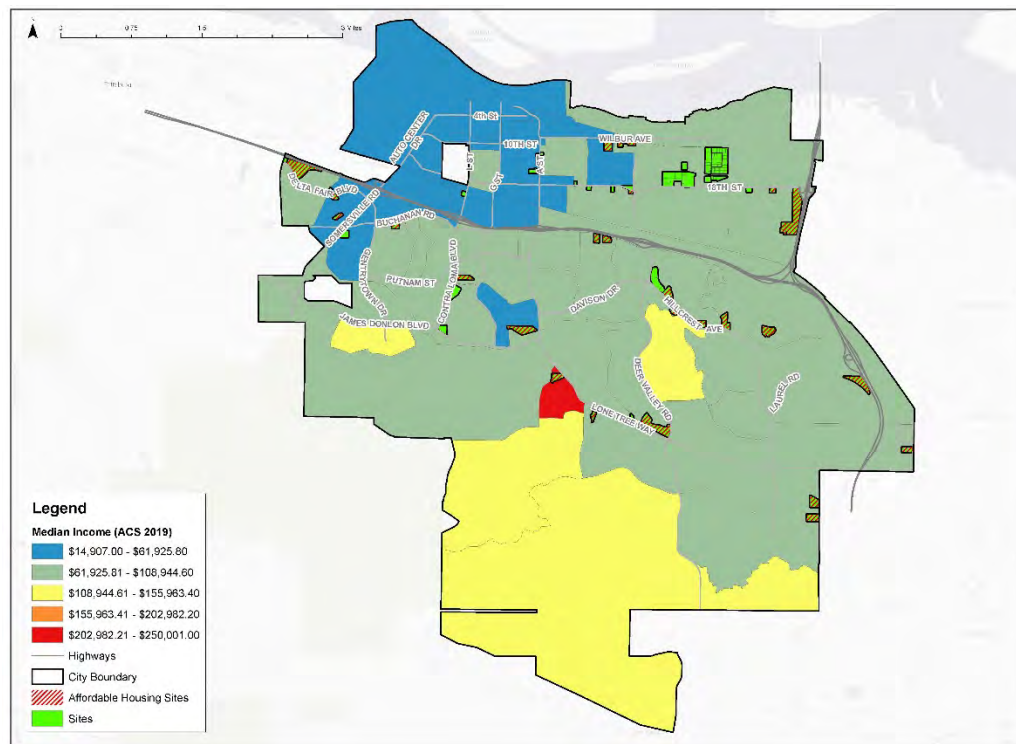 0 0.75 1.5 3 Miles
4th St
AUTO CENTER DR
10TH ST
WILBUR AVE
L ST
A ST
G ST
18TH ST
DELTA FAIR BLVD
SOMERSVILLE RD
BUCHANAN RD
GENTRYTOWN DR
PUTNAM ST
CONTRA LOMA BLVD
DAVISON DR
HILLCREST AVE
JAMES DONLON BLVD
DEER VALLEY RD
LAUREL RD
LONE TREE WAY
Legend
Median Income (ACS 2019)
$14,907.00 - $61,925.80
$61,925.81 - $108,944.60
$108,944.61 - $155,963.40
$155,963.41 - $202,982.20
$202,982.21 - $250,001.00
Highways
City Boundary
Affordable Housing Sites
Sites